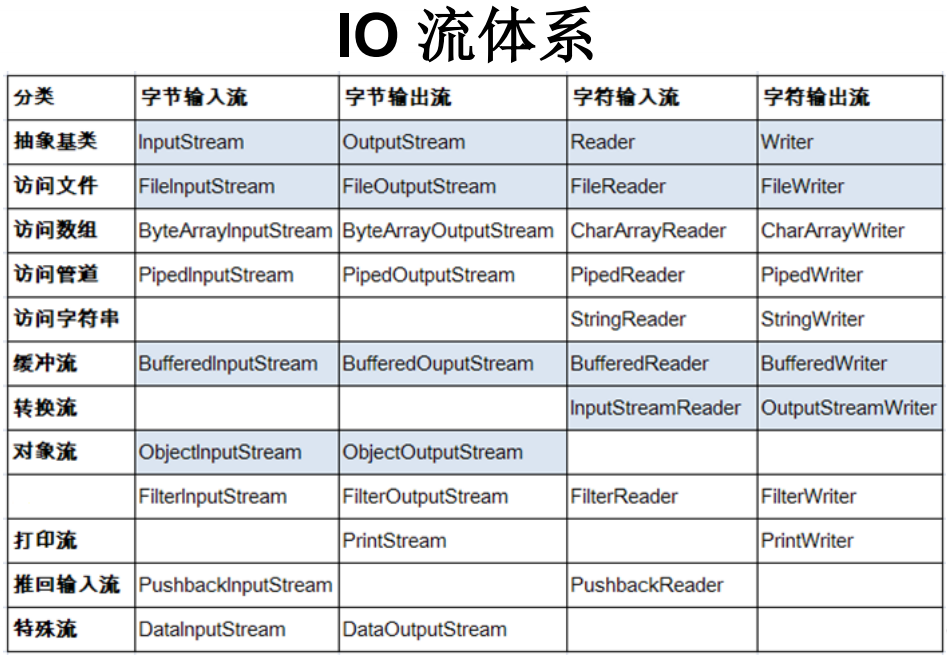 IO 流体系
分类 字节输入流 字节输出流 字符输入流 字符输出流
抽象基类 InputStream OutputStream Reader Writer
访问文件 FileInputStream FileOutputStream FileReader FileWriter
访问数组 ByteArrayInputStream ByteArrayOutputStream CharArrayReader CharArrayWriter
访问管道 PipedInputStream PipedOutputStream PipedReader PipedWriter
访问字符串 StringReader StringWriter
缓冲流 BufferedInputStream BufferedOuputStream BufferedReader BufferedWriter
转换流 InputStreamReader OutputStreamWriter
对象流 ObjectInputStream ObjectOutputStream
FilterInputStream FilterOutputStream FilterReader FilterWriter
打印流 PrintStream PrintWriter
推回输入流 PushbackInputStream PushbackReader
特殊流 DataInputStream DataOutputStream